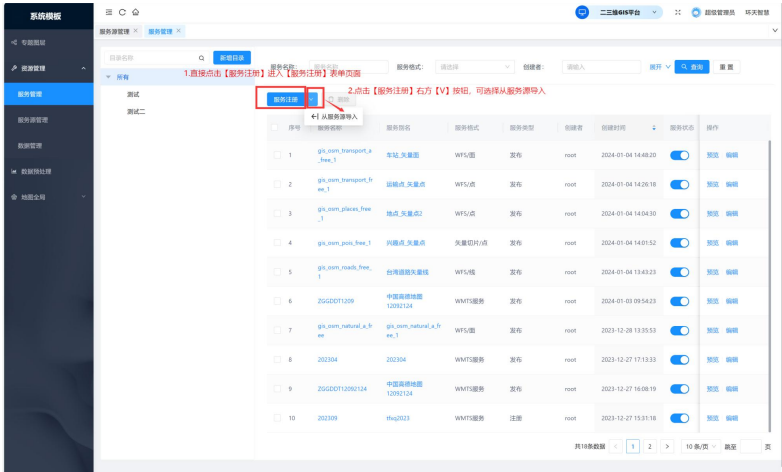 系统模板
二三维GIS平台
超级管理员
环天智慧
服务源管理 ×
服务管理 ×
专题图层
资源管理
服务管理
服务源管理
数据管理
数据预处理
地图全局
目录名称
新增目录
所有
测试
测试二
服务名称:
服务名称
服务格式:
请选择
创建者:
请输入
展开
查询
重置
1.直接点击【服务注册】进入【服务注册】表单页面
2.点击【服务注册】右方【V】按钮，可选择从服务源导入
服务注册
删除
从服务源导入
序号 服务名称 服务别名 服务格式 服务类型 创建者 创建时间 服务状态 操作
1 gis_osm_transport_a_free_1 车站_矢量面 WFS/面 发布 root 2024-01-04 14:48:20 预览 编辑
2 gis_osm_transport_free_1 运输点_矢量点 WFS/点 发布 root 2024-01-04 14:26:18 预览 编辑
3 gis_osm_places_free_1 地点_矢量点2 WFS/点 发布 root 2024-01-04 14:04:30 预览 编辑
4 gis_osm_pois_free_1 兴趣点_矢量点 矢量切片/点 发布 root 2024-01-04 14:01:52 预览 编辑
5 gis_osm_roads_free_1 台湾道路矢量线 WFS/线 发布 root 2024-01-04 13:43:23 预览 编辑
6 ZGGDDT1209 中国高德地图12092124 WMTS服务 发布 root 2024-01-03 09:54:23 预览 编辑
7 gis_osm_natural_a_free gis_osm_natural_a_free_1 WFS/面 发布 root 2023-12-28 13:35:53 预览 编辑
8 202304 202304 WMTS服务 发布 root 2023-12-27 17:13:33 预览 编辑
9 ZGGDDT12092124 中国高德地图12092124 WMTS服务 发布 root 2023-12-27 16:08:19 预览 编辑
10 202309 thxq2023 WMTS服务 注册 root 2023-12-27 15:31:18 预览 编辑
共18条数据 < 1 2 > 10 条/页 跳至 页